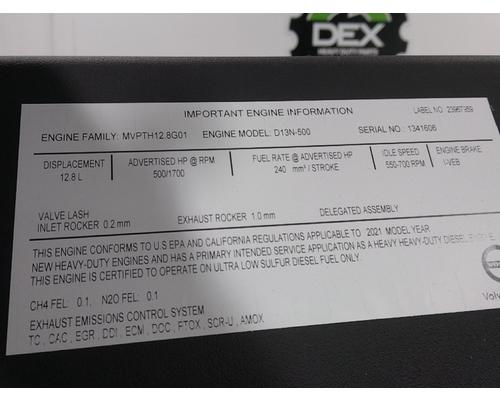 DEX
HEAVY DUTY PARTS
IMPORTANT ENGINE INFORMATION
LABEL NO. 23987359
ENGINE FAMILY: MVPTH12.8G01 ENGINE MODEL: D13N-500 SERIAL NO.: 1341606
DISPLACEMENT ADVERTISED HP @ RPM FUEL RATE @ ADVERTISED HP IDLE SPEED ENGINE BRAKE
12.8 L 500/1700 240 mm³ / STROKE 550-700 RPM I-VEB
VALVE LASH
INLET ROCKER 0.2 mm EXHAUST ROCKER 1.0 mm DELEGATED ASSEMBLY
THIS ENGINE CONFORMS TO U.S EPA AND CALIFORNIA REGULATIONS APPLICABLE TO 2021 MODEL YEAR
NEW HEAVY-DUTY ENGINES AND HAS A PRIMARY INTENDED SERVICE APPLICATION AS A HEAVY HEAVY-DUTY DIESEL ENGINE.
THIS ENGINE IS CERTIFIED TO OPERATE ON ULTRA LOW SULFUR DIESEL FUEL ONLY.
CH4 FEL: 0.1, N2O FEL: 0.1
EXHAUST EMISSIONS CONTROL SYSTEM
TC , CAC , EGR , DDI , ECM , DOC , PTOX , SCR-U , AMOX